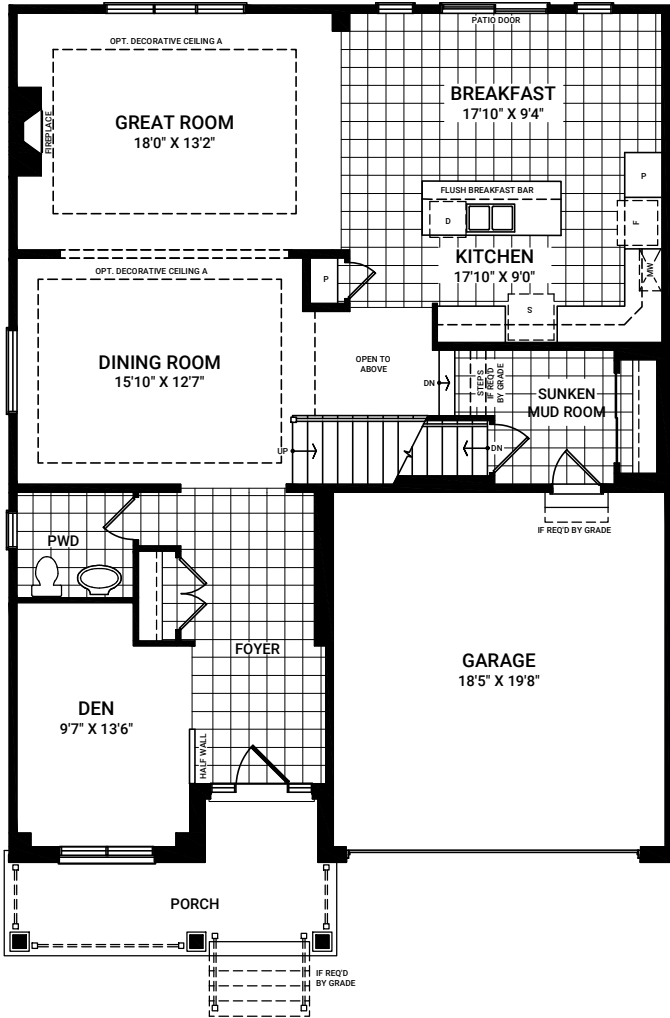 PATIO DOOR
OPT. DECORATIVE CEILING A
GREAT ROOM
18'0" X 13'2"
FIREPLACE
BREAKFAST
17'10" X 9'4"
P
FLUSH BREAKFAST BAR
D
F
KITCHEN
17'10" X 9'0"
MW
S
OPT. DECORATIVE CEILING A
P
DINING ROOM
15'10" X 12'7"
OPEN TO
ABOVE
DN
STEPS
IF REQ'D
BY GRADE
SUNKEN
MUD ROOM
UP
DN
IF REQ'D BY GRADE
PWD
FOYER
GARAGE
18'5" X 19'8"
DEN
9'7" X 13'6"
HALF WALL
PORCH
IF REQ'D
BY GRADE